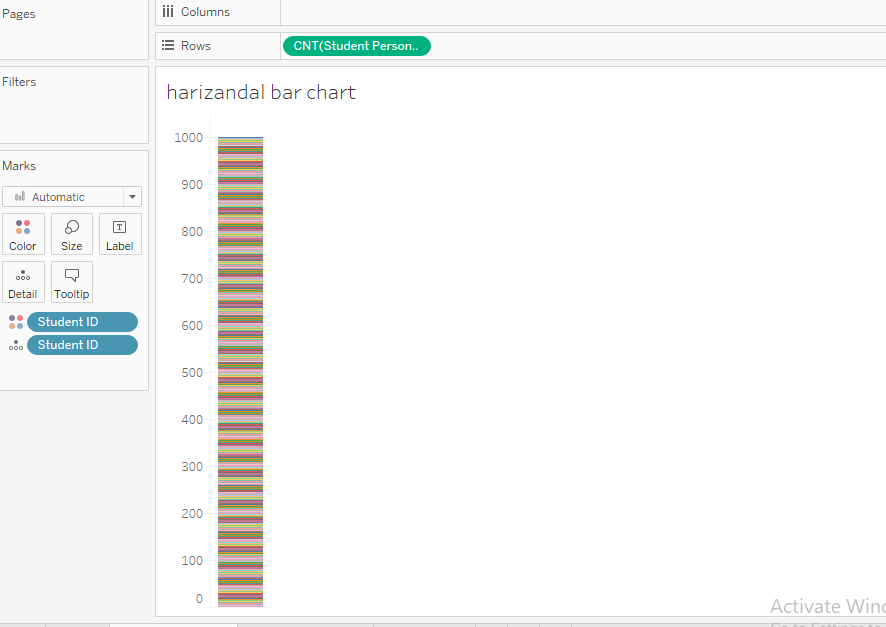 Pages
Columns
Rows
CNT(Student Person..
Filters
harizandal bar chart
Marks
Automatic
Color
Size
Label
Detail
Tooltip
Student ID
Student ID
1000
900
800
700
600
500
400
300
200
100
0
Activate Wind